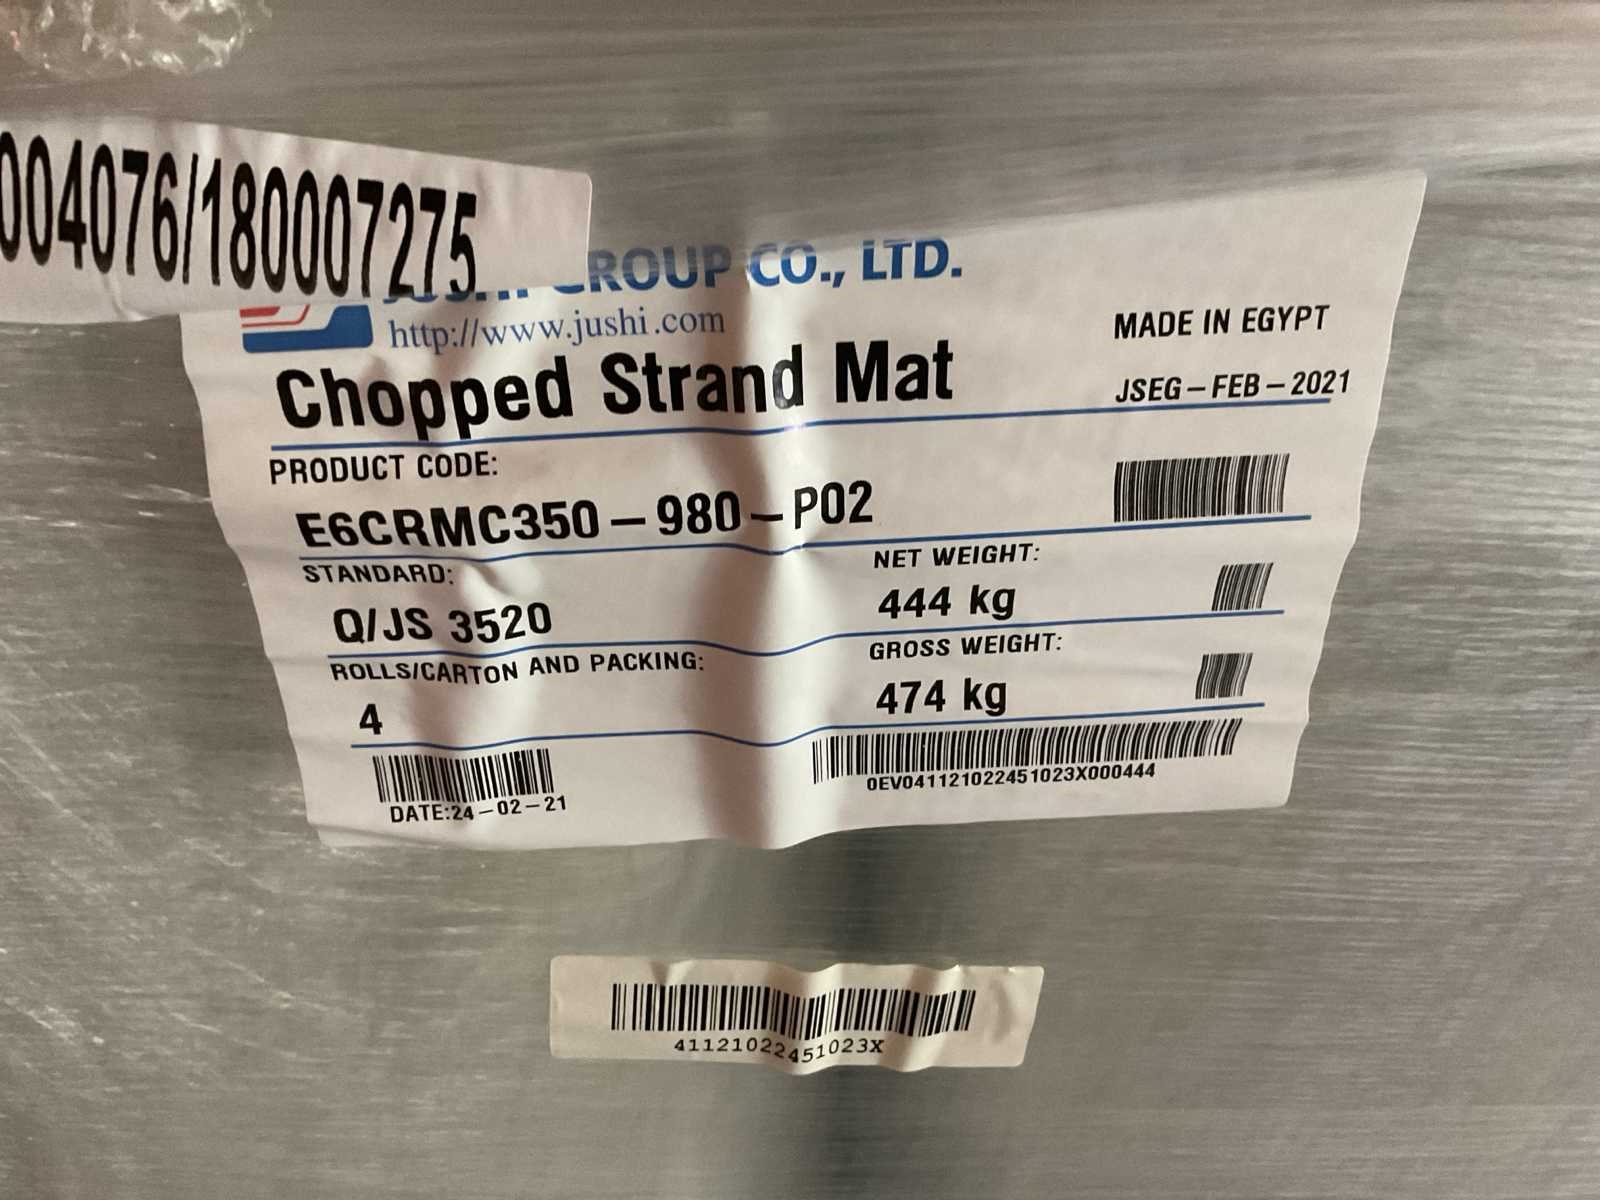 004076/180007275
GROUP CO., LTD.
http://www.jushi.com
Chopped Strand Mat
MADE IN EGYPT
JSEG-FEB-2021
PRODUCT CODE:
E6CRMC350-980-P02
STANDARD:
Q/JS 3520
NET WEIGHT:
444 kg
ROLLS/CARTON AND PACKING:
4
GROSS WEIGHT:
474 kg
DATE:24-02-21
0EV041121022451023X000444
41121022451023X